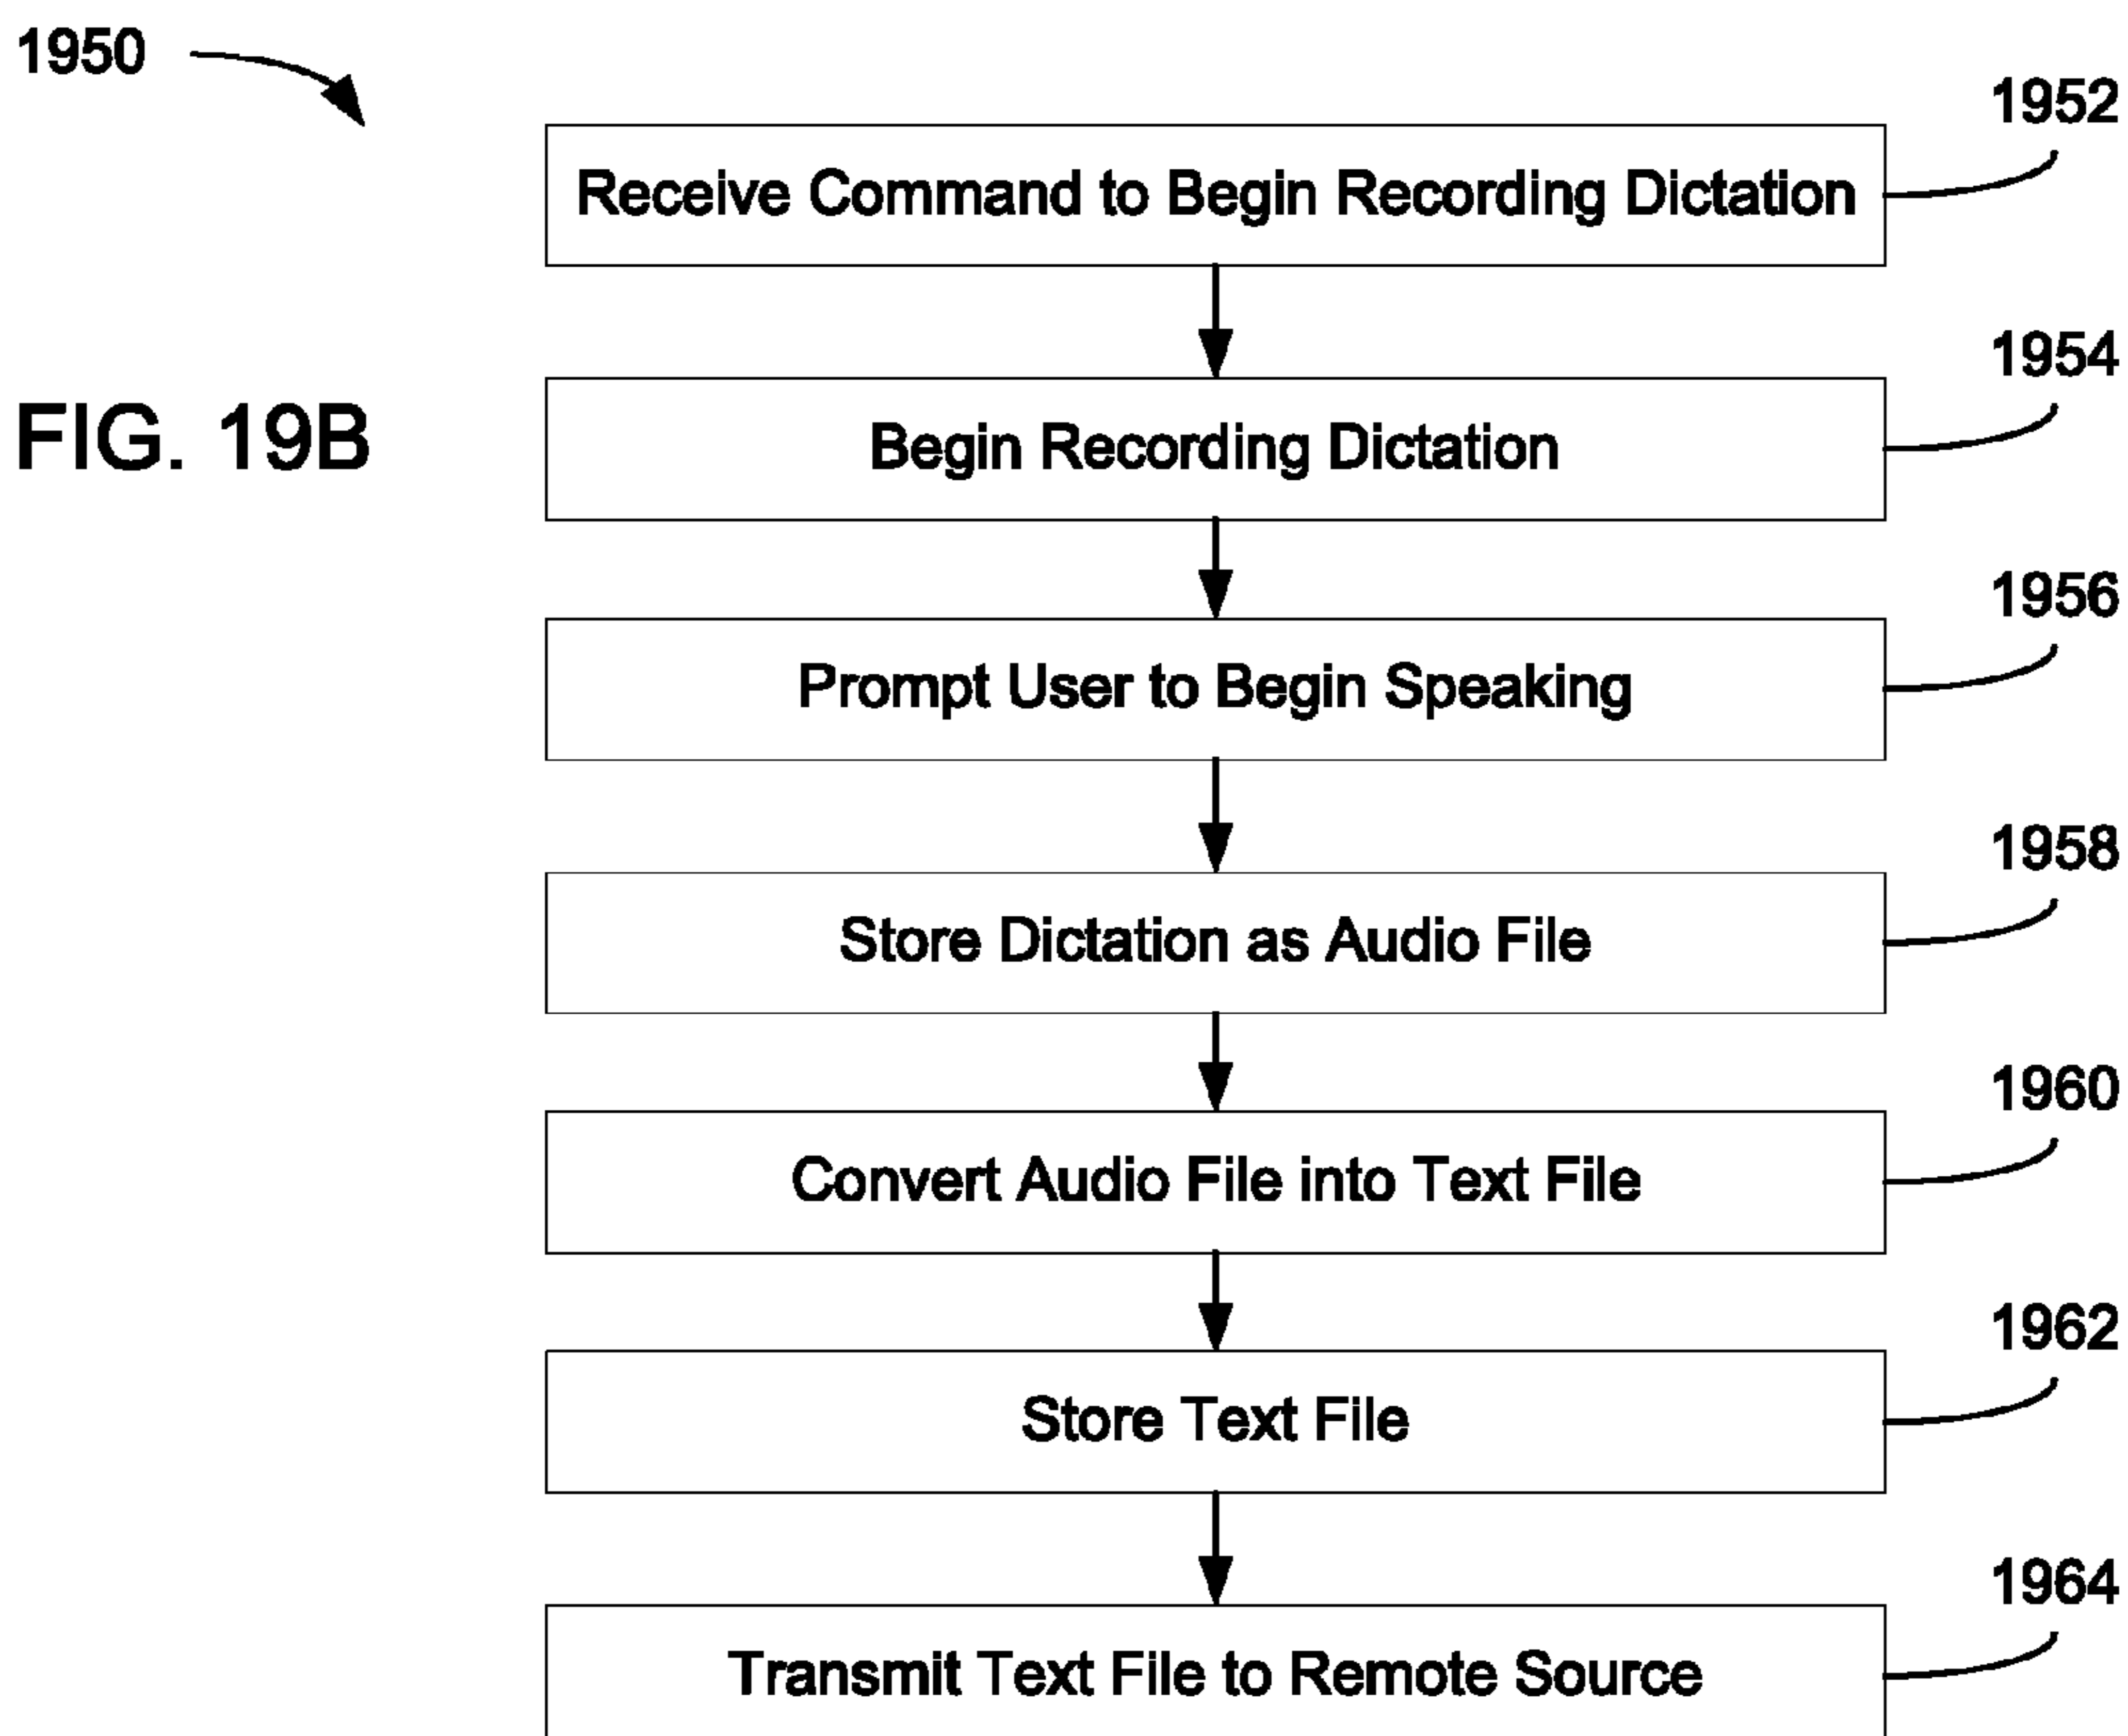 1950
1952
Receive Command to Begin Recording Dictation
1954
FIG. 19B
Begin Recording Dictation
1956
Prompt User to Begin Speaking
1958
Store Dictation as Audio File
1960
Convert Audio File into Text File
1962
Store Text File
1964
Transmit Text File to Remote Source